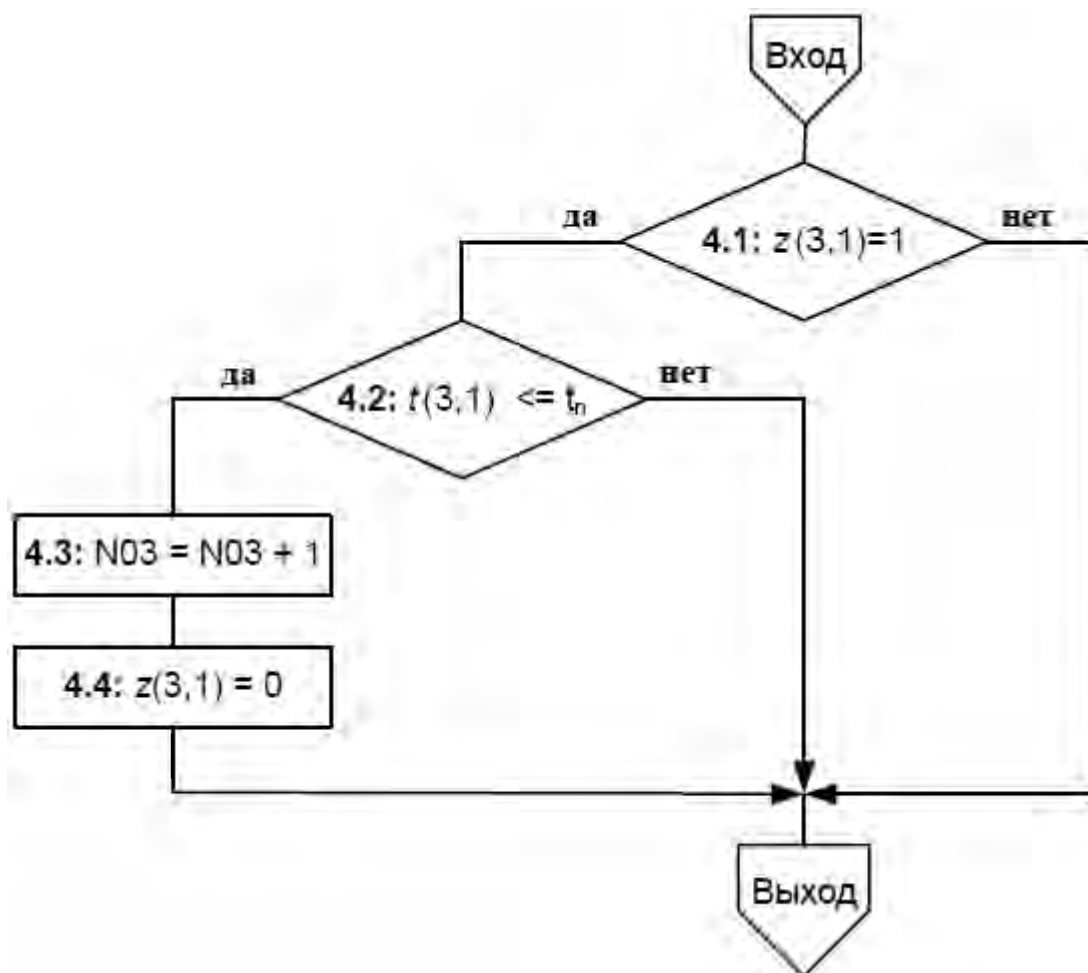 Вход
да
4.1: z(3,1)=1
нет
да
4.2: t(3,1) <= tₙ
нет
4.3: N03 = N03 + 1
4.4: z(3,1) = 0
Выход